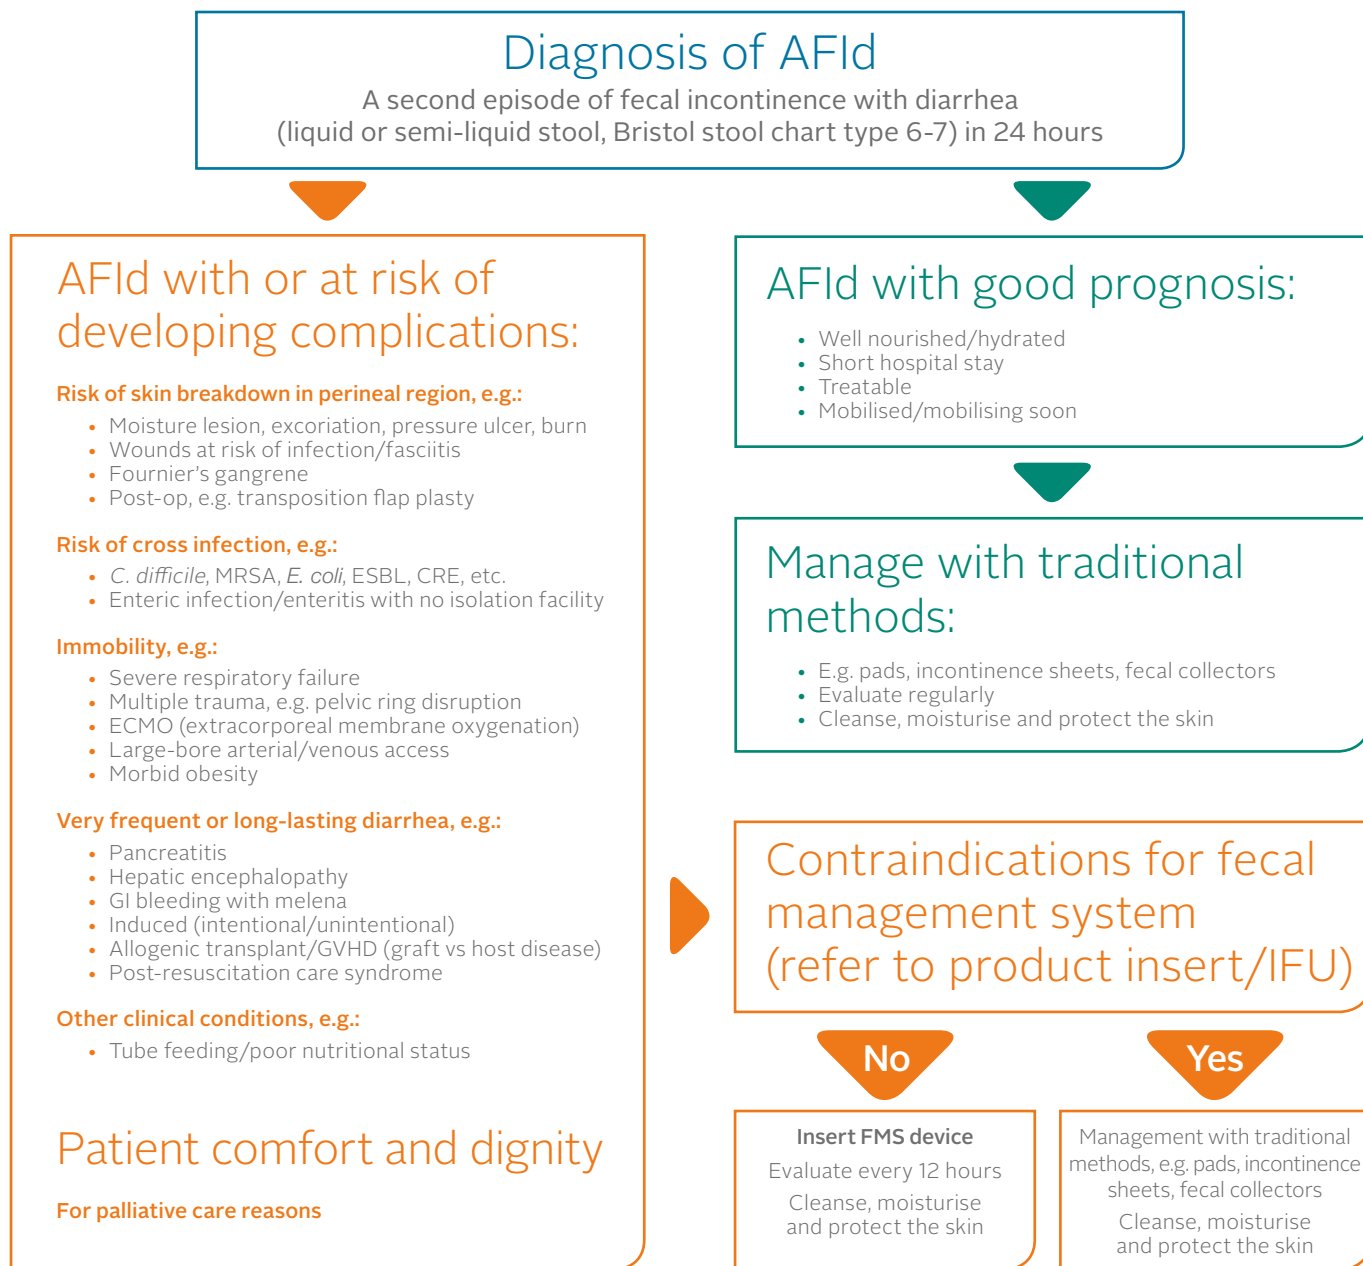 Diagnosis of AFId
A second episode of fecal incontinence with diarrhea
(liquid or semi-liquid stool, Bristol stool chart type 6-7) in 24 hours
AFId with or at risk of
developing complications:
Risk of skin breakdown in perineal region, e.g.:
• Moisture lesion, excoriation, pressure ulcer, burn
• Wounds at risk of infection/fasciitis
• Fournier's gangrene
• Post-op, e.g. transposition flap plasty
Risk of cross infection, e.g.:
• C. difficile, MRSA, E. coli, ESBL, CRE, etc.
• Enteric infection/enteritis with no isolation facility
Immobility, e.g.:
• Severe respiratory failure
• Multiple trauma, e.g. pelvic ring disruption
• ECMO (extracorporeal membrane oxygenation)
• Large-bore arterial/venous access
• Morbid obesity
Very frequent or long-lasting diarrhea, e.g.:
• Pancreatitis
• Hepatic encephalopathy
• GI bleeding with melena
• Induced (intentional/unintentional)
• Allogenic transplant/GVHD (graft vs host disease)
• Post-resuscitation care syndrome
Other clinical conditions, e.g.:
• Tube feeding/poor nutritional status
Patient comfort and dignity
For palliative care reasons
AFId with good prognosis:
• Well nourished/hydrated
• Short hospital stay
• Treatable
• Mobilised/mobilising soon
Manage with traditional
methods:
• E.g. pads, incontinence sheets, fecal collectors
• Evaluate regularly
• Cleanse, moisturise and protect the skin
Contraindications for fecal
management system
(refer to product insert/IFU)
No
Insert FMS device
Evaluate every 12 hours
Cleanse, moisturise
and protect the skin
Yes
Management with traditional
methods, e.g. pads, incontinence
sheets, fecal collectors
Cleanse, moisturise
and protect the skin